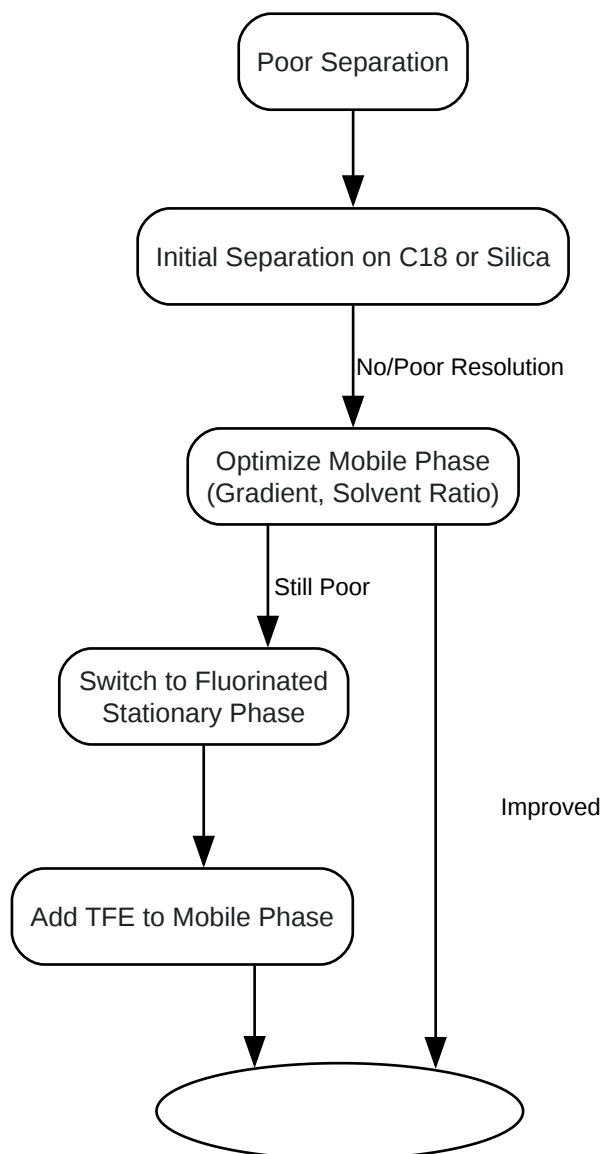 Poor Separation
Initial Separation on C18 or Silica
No/Poor Resolution
Optimize Mobile Phase
(Gradient, Solvent Ratio)
Still Poor
Switch to Fluorinated
Stationary Phase
Improved
Add TFE to Mobile Phase